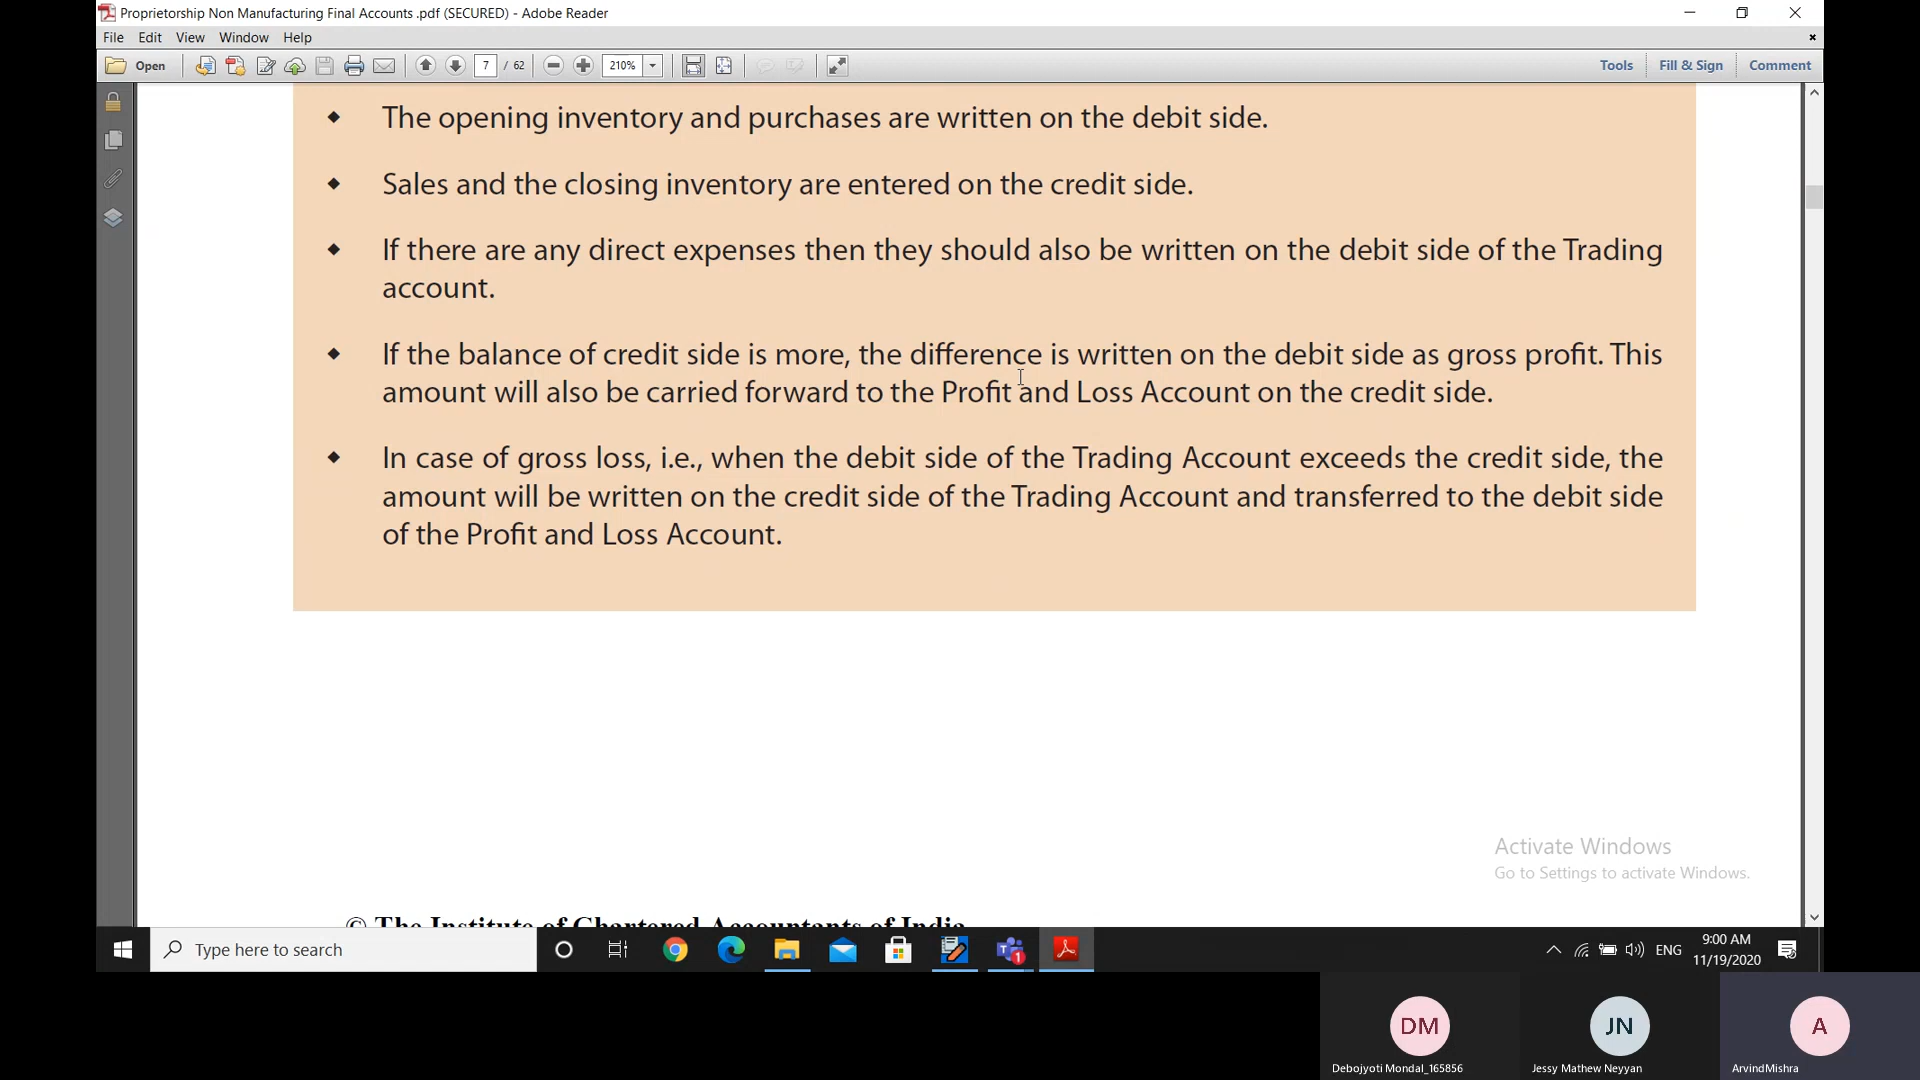 Proprietorship Non Manufacturing Final Accounts .pdf (SECURED) - Adobe Reader
File Edit View Window Help
Open 7 / 62 210% Tools Fill & Sign Comment
The opening inventory and purchases are written on the debit side.
Sales and the closing inventory are entered on the credit side.
If there are any direct expenses then they should also be written on the debit side of the Trading
account.
If the balance of credit side is more, the difference is written on the debit side as gross profit. This
amount will also be carried forward to the Profit and Loss Account on the credit side.
In case of gross loss, i.e., when the debit side of the Trading Account exceeds the credit side, the
amount will be written on the credit side of the Trading Account and transferred to the debit side
of the Profit and Loss Account.
Activate Windows
Go to Settings to activate Windows.
© The Institute of Chartered Accountants of India
Type here to search
1
ENG
9:00 AM
11/19/2020
DM
JN
A
Debojyoti Mondal_165856
Jessy Mathew Neyyan
ArvindMishra